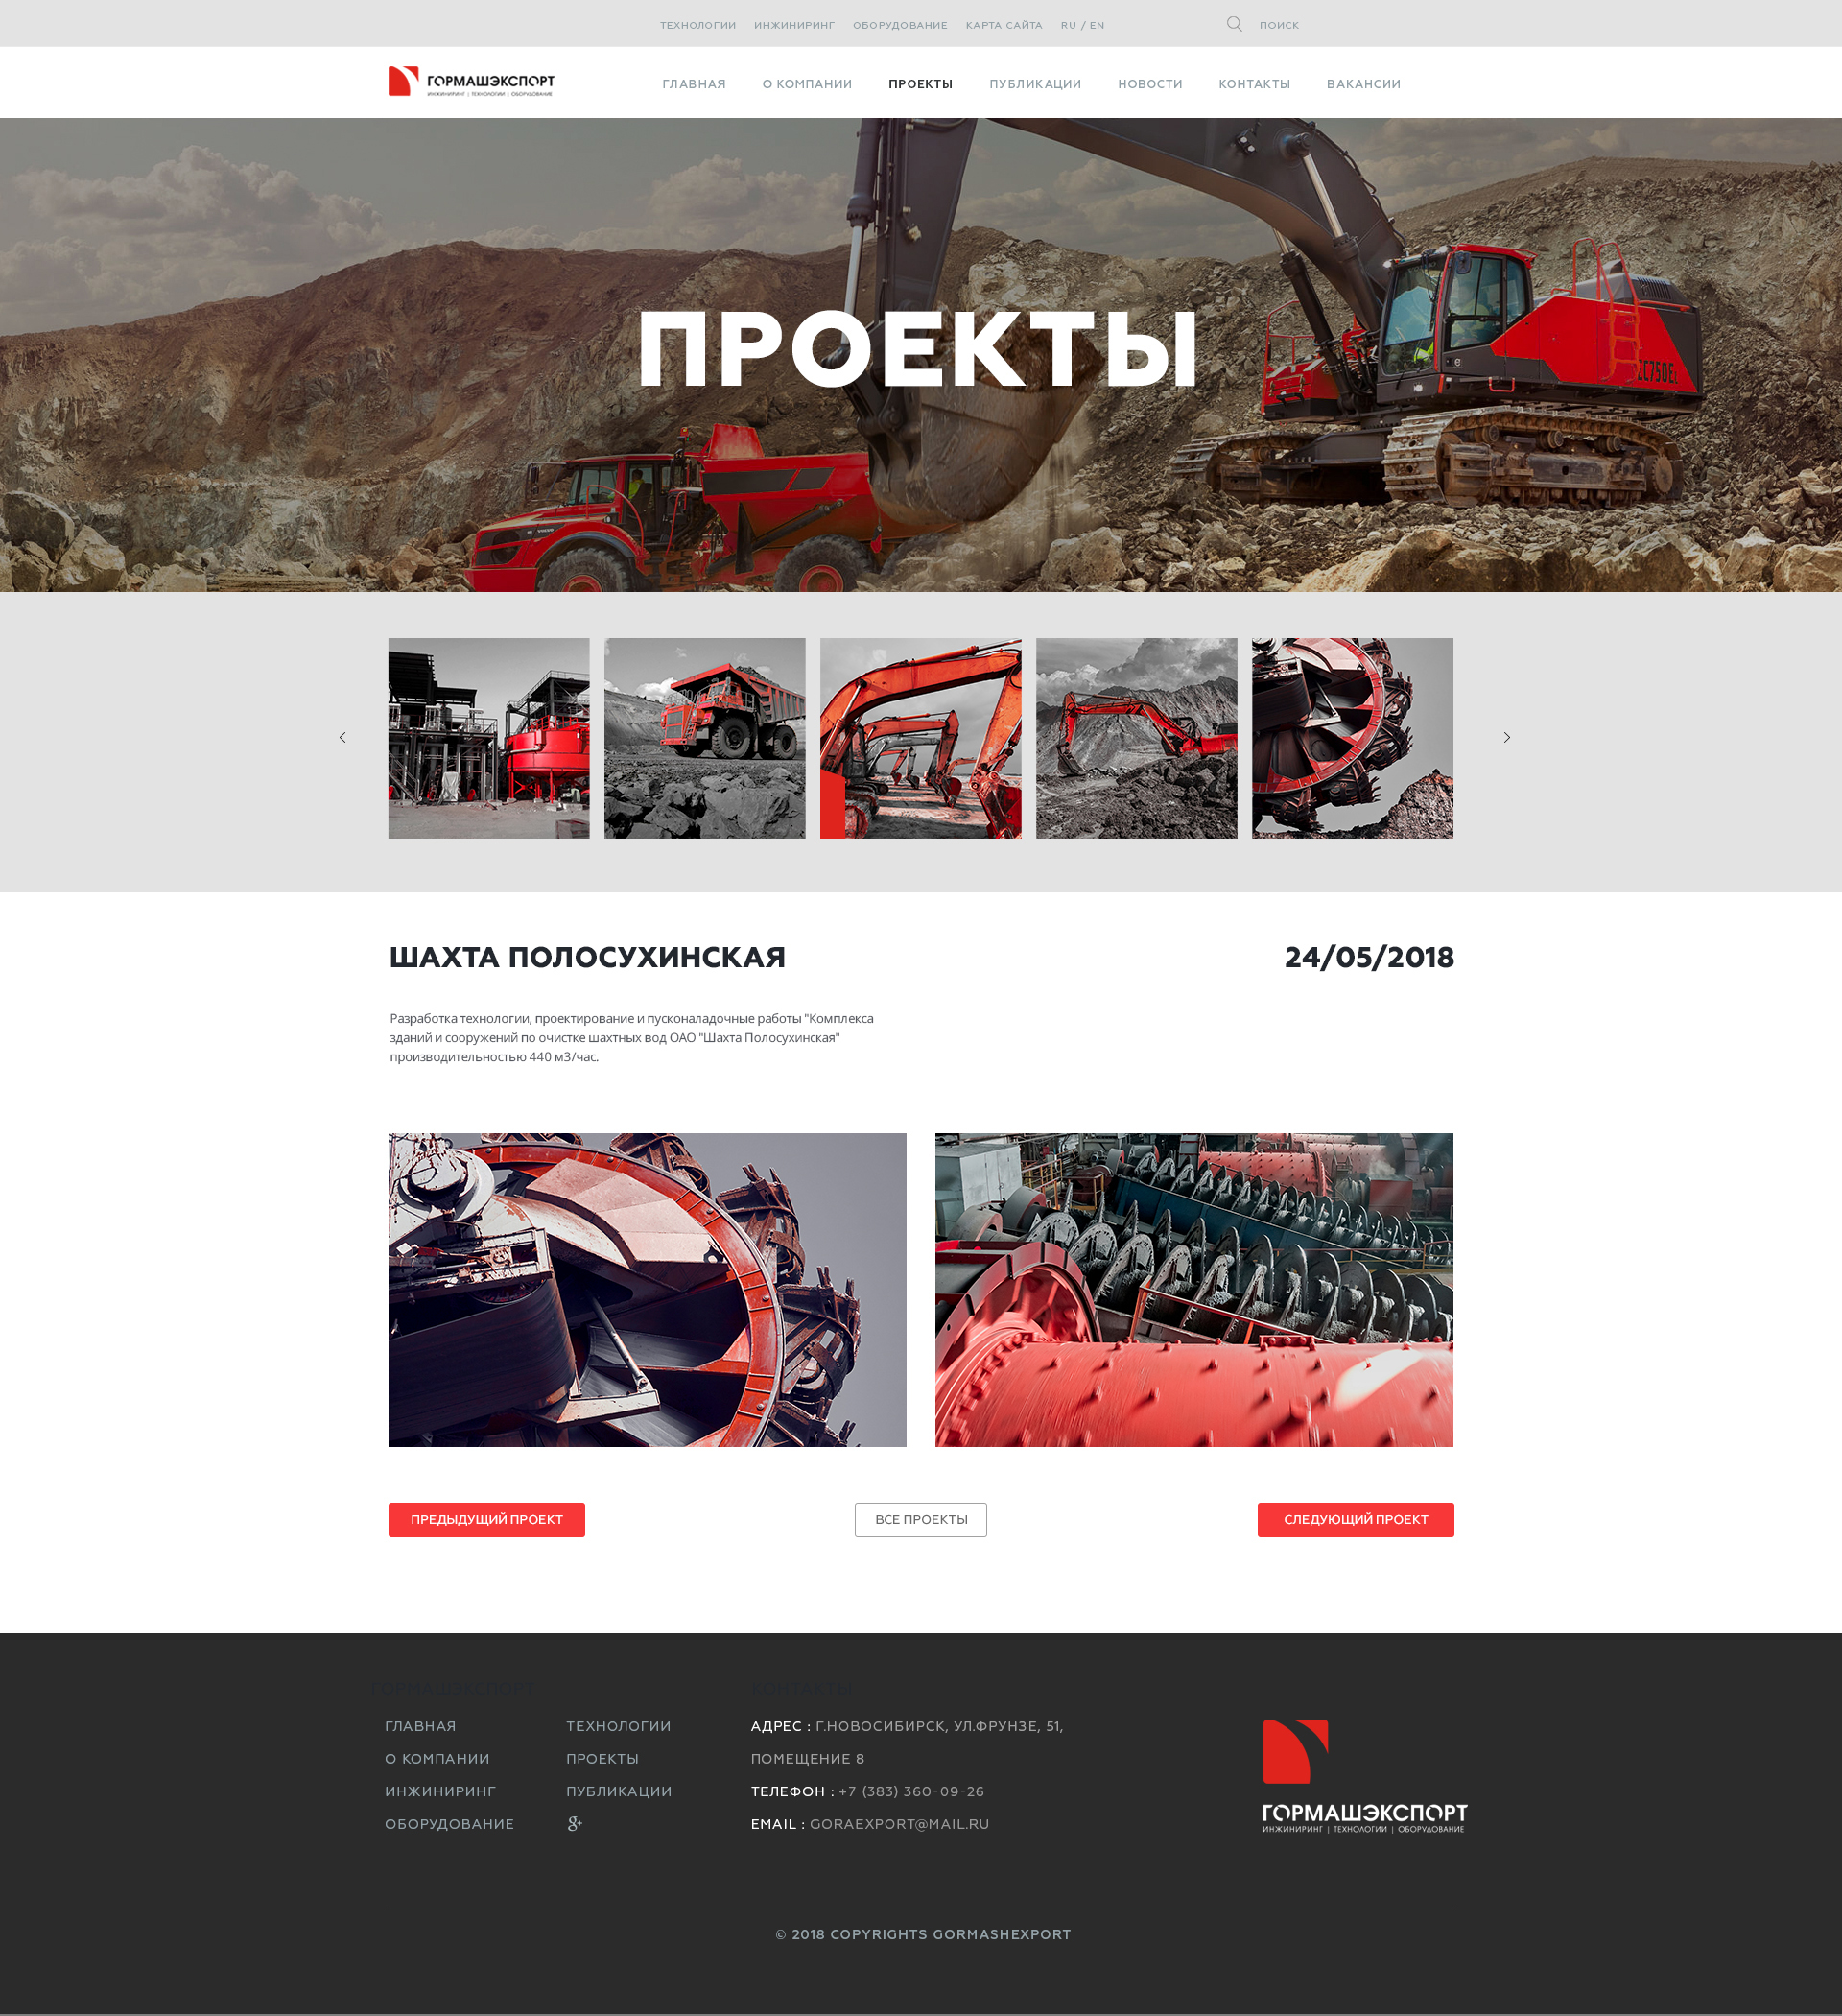 ТЕХНОЛОГИИ ИНЖИНИРИНГ ОБОРУДОВАНИЕ КАРТА САЙТА RU / EN ПОИСК
ГОРМАШЭКСПОРТ
ИНЖИНИРИНГ | ТЕХНОЛОГИИ | ОБОРУДОВАНИЕ
ГЛАВНАЯ О КОМПАНИИ ПРОЕКТЫ ПУБЛИКАЦИИ НОВОСТИ КОНТАКТЫ ВАКАНСИИ
ПРОЕКТЫ
ШАХТА ПОЛОСУХИНСКАЯ
24/05/2018
Разработка технологии, проектирование и пусконаладочные работы "Комплекса
зданий и сооружений по очистке шахтных вод ОАО "Шахта Полосухинская"
производительностью 440 м3/час.
ПРЕДЫДУЩИЙ ПРОЕКТ
ВСЕ ПРОЕКТЫ
СЛЕДУЮЩИЙ ПРОЕКТ
ГОРМАШЭКСПОРТ
ГЛАВНАЯ
О КОМПАНИИ
ИНЖИНИРИНГ
ОБОРУДОВАНИЕ
ТЕХНОЛОГИИ
ПРОЕКТЫ
ПУБЛИКАЦИИ
g+
КОНТАКТЫ
АДРЕС : Г.НОВОСИБИРСК, УЛ.ФРУНЗЕ, 51,
ПОМЕЩЕНИЕ 8
ТЕЛЕФОН : +7 (383) 360-09-26
EMAIL : GORAEXPORT@MAIL.RU
ГОРМАШЭКСПОРТ
ИНЖИНИРИНГ | ТЕХНОЛОГИИ | ОБОРУДОВАНИЕ
© 2018 COPYRIGHTS GORMASHEXPORT